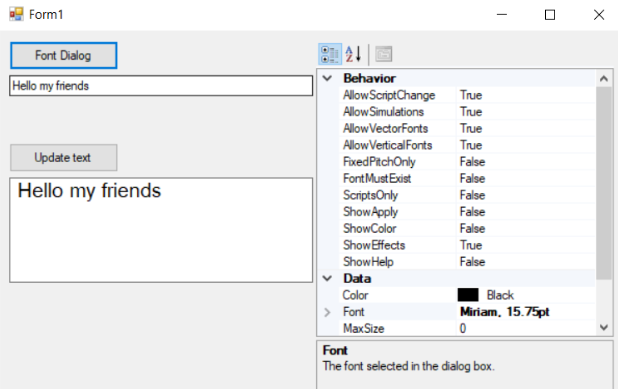 Form1
Font Dialog
Hello my friends
Update text
Hello my friends
A
Z
Behavior
AllowScriptChange True
AllowSimulations True
AllowVectorFonts True
AllowVerticalFonts True
FixedPitchOnly False
FontMustExist False
ScriptsOnly False
ShowApply False
ShowColor False
ShowEffects True
ShowHelp False
Data
Color Black
Font Miriam, 15.75pt
MaxSize 0
Font
The font selected in the dialog box.